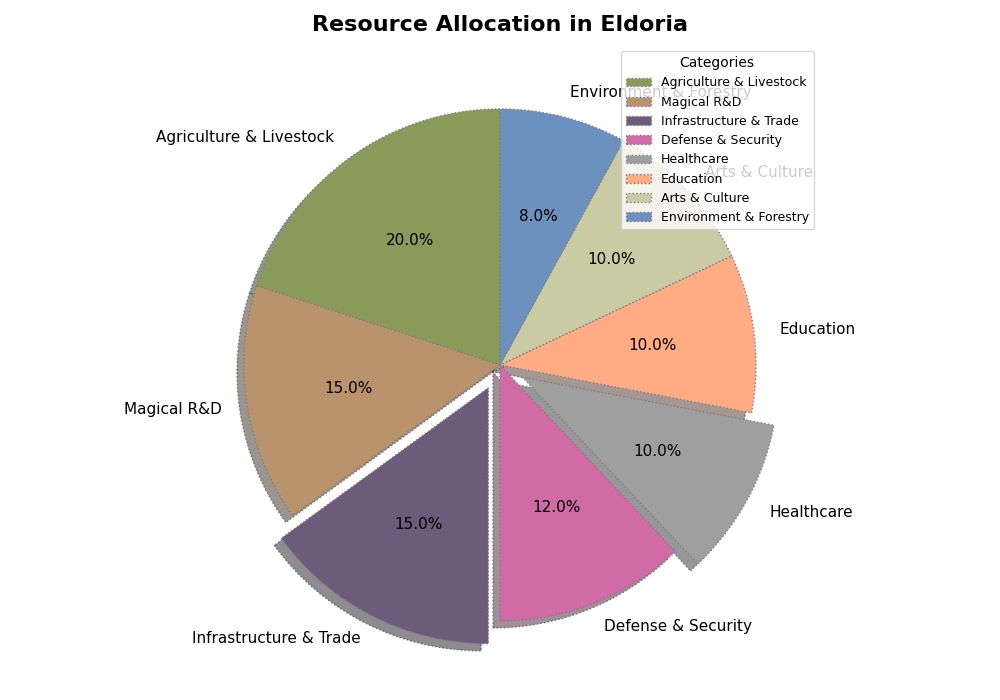 Resource Allocation in Eldoria
Categories
Agriculture & Livestock
Magical R&D
Infrastructure & Trade
Defense & Security
Healthcare
Education
Arts & Culture
Environment & Forestry
Environment & Forestry
Arts & Culture
Agriculture & Livestock
Education
Magical R&D
Healthcare
Infrastructure & Trade
Defense & Security
20.0%
8.0%
10.0%
10.0%
15.0%
10.0%
12.0%
15.0%